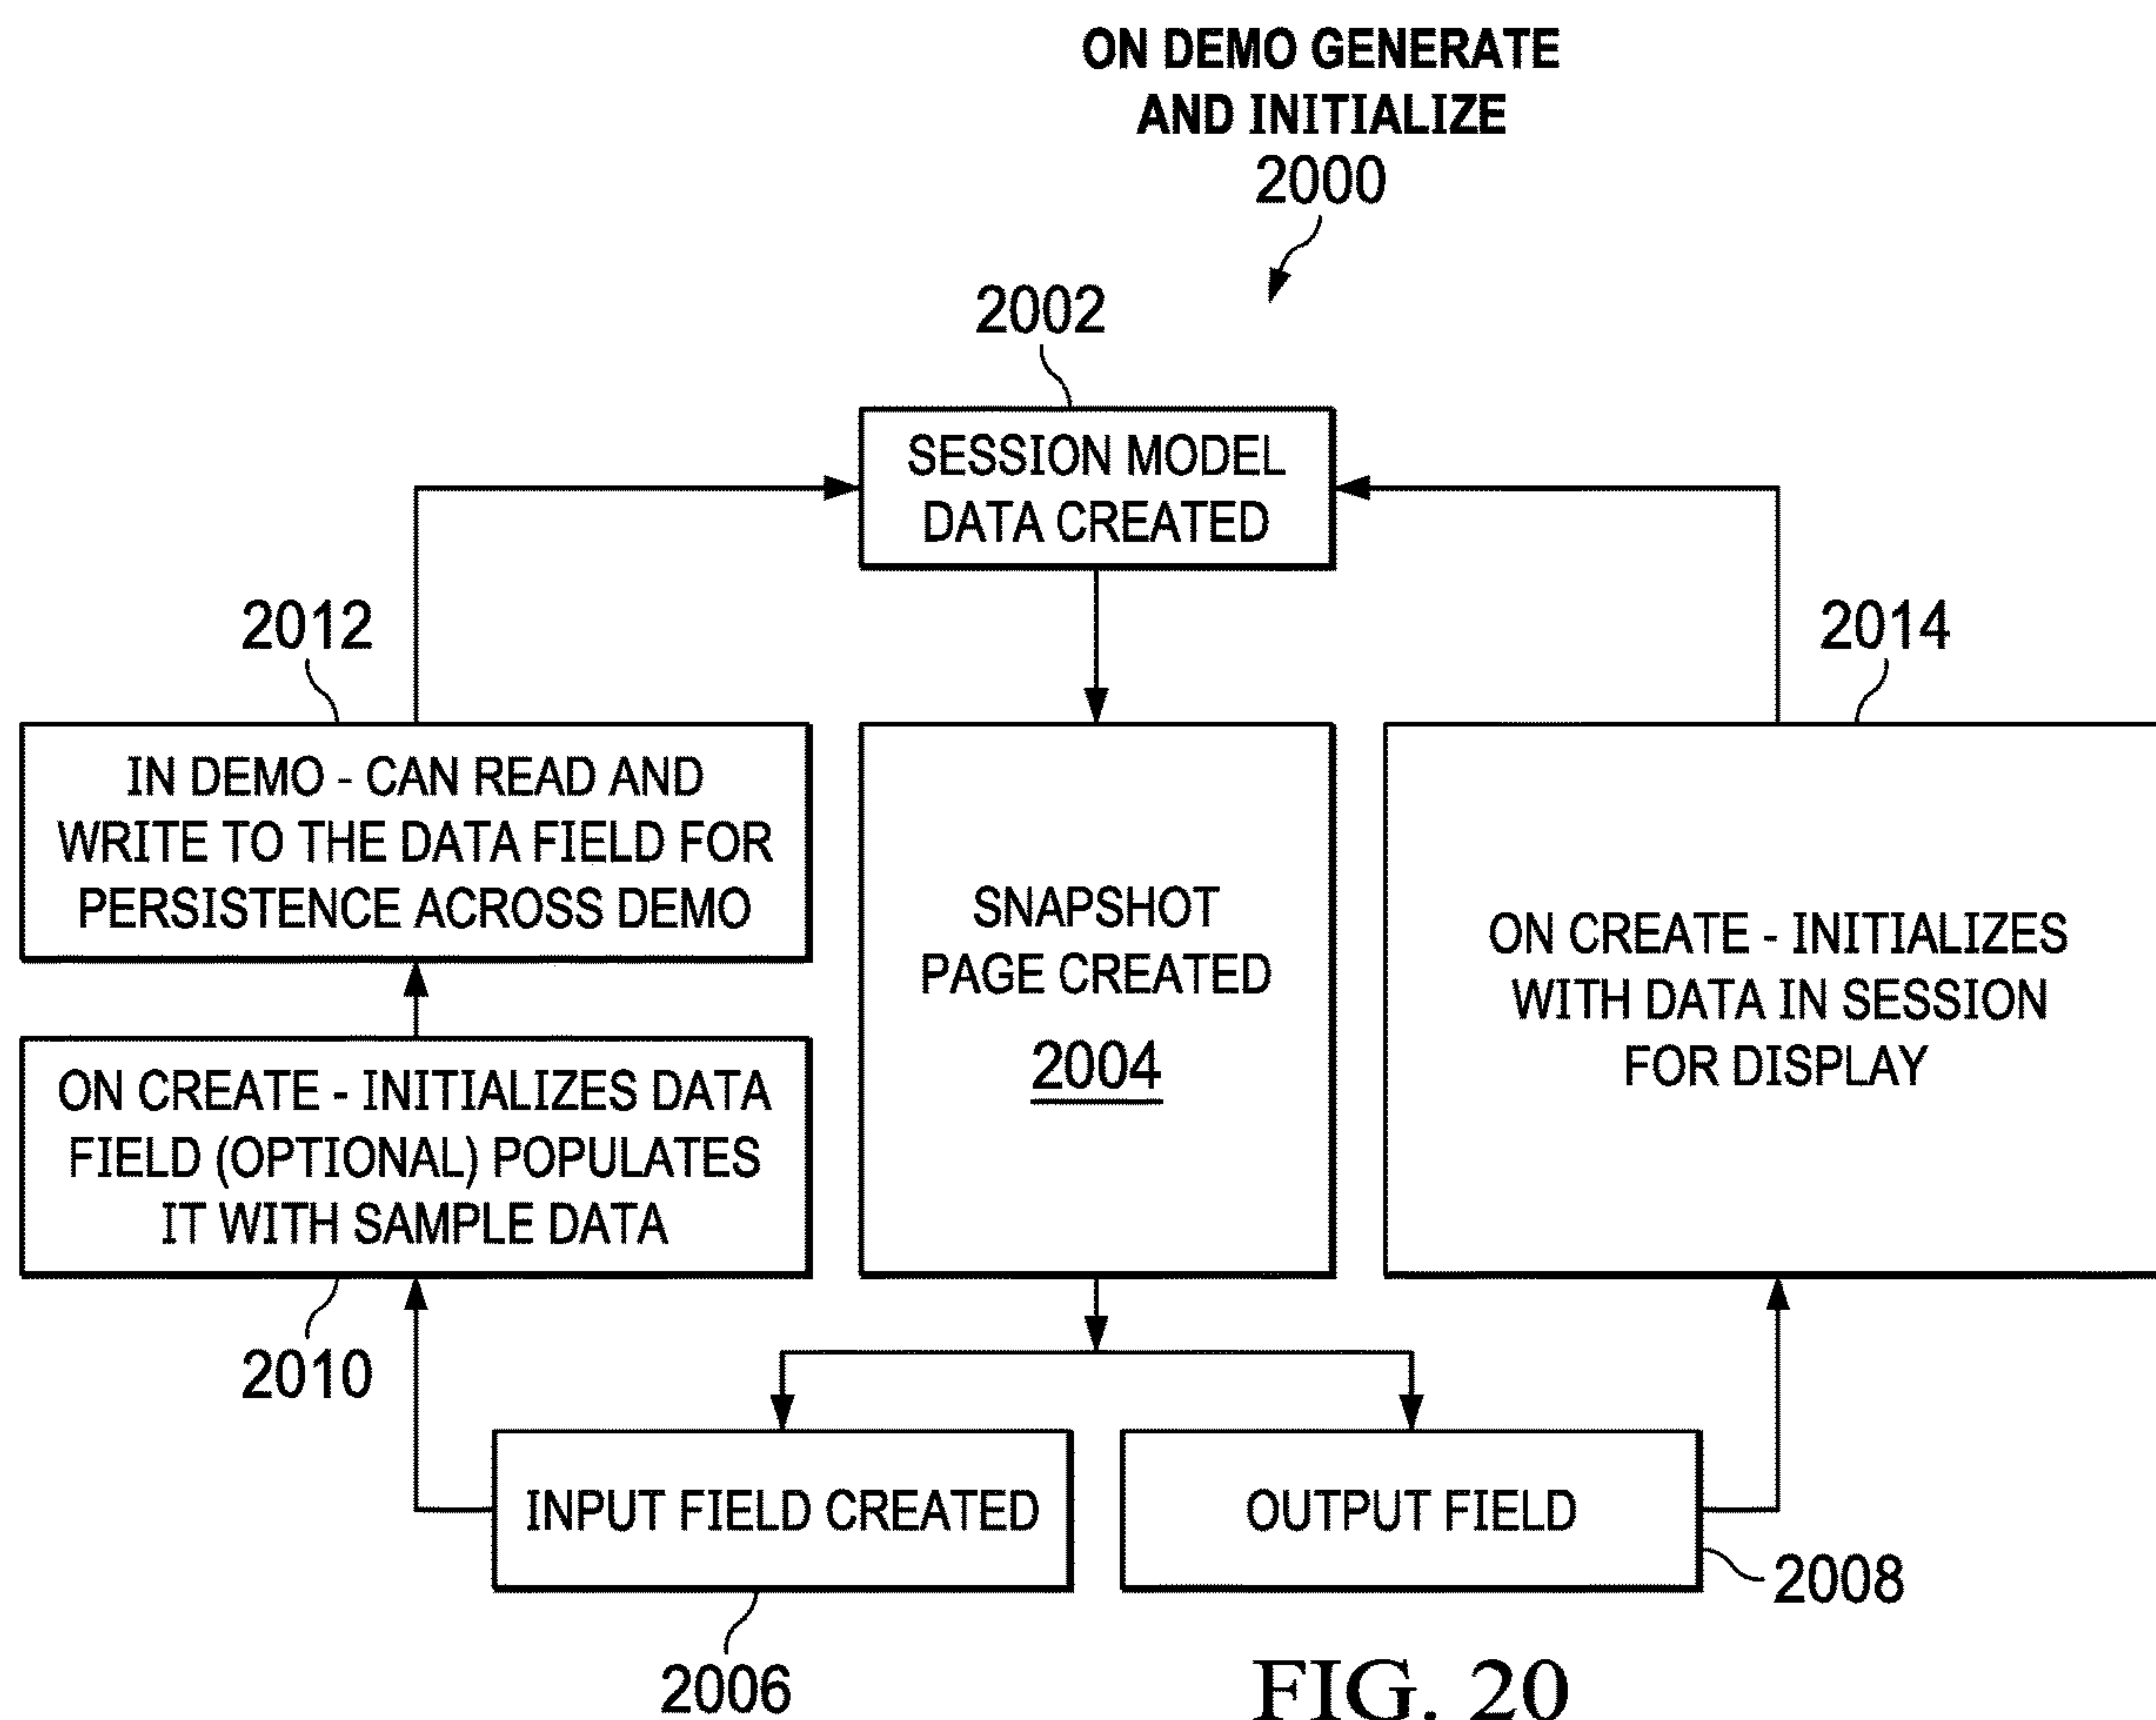 ON DEMO GENERATE
AND INITIALIZE
2000
2002
SESSION MODEL
DATA CREATED
2012
2014
IN DEMO - CAN READ AND
WRITE TO THE DATA FIELD FOR
PERSISTENCE ACROSS DEMO
SNAPSHOT
PAGE CREATED
2004
ON CREATE - INITIALIZES
WITH DATA IN SESSION
FOR DISPLAY
ON CREATE - INITIALIZES DATA
FIELD (OPTIONAL) POPULATES
IT WITH SAMPLE DATA
2010
INPUT FIELD CREATED
OUTPUT FIELD
2008
2006
FIG. 20